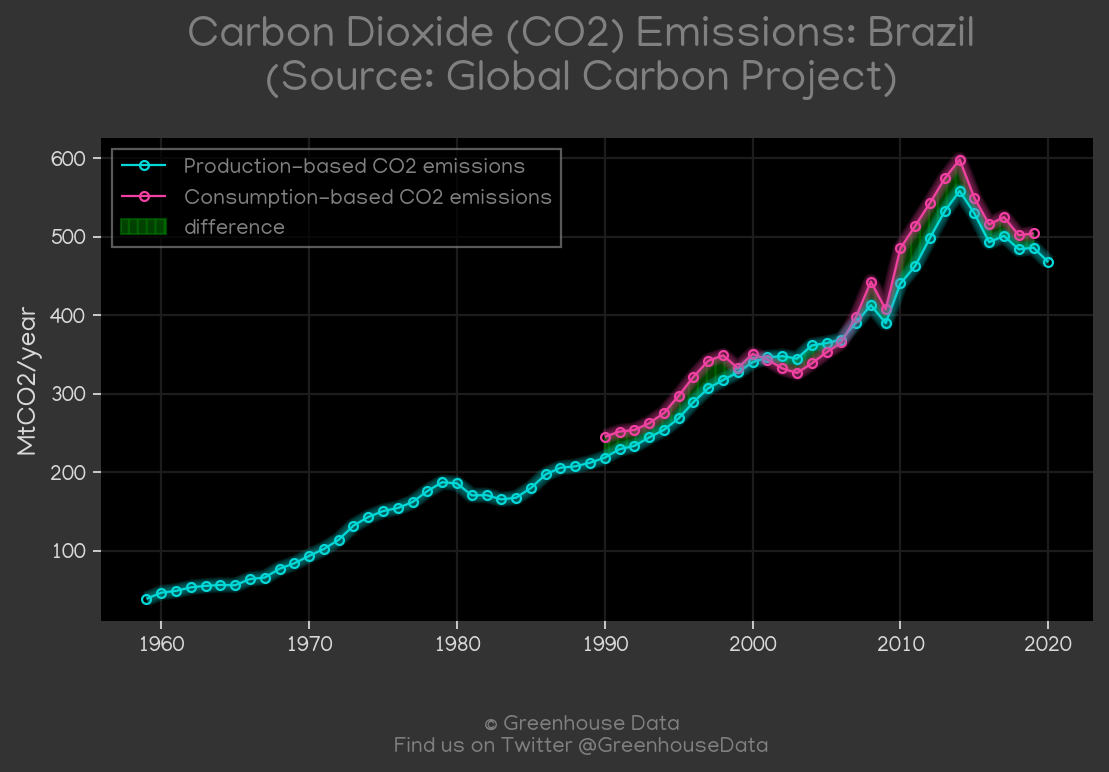 Carbon Dioxide (CO2) Emissions: Brazil
(Source: Global Carbon Project)
600
500
400
300
200
100
MtCO2/year
Production-based CO2 emissions
Consumption-based CO2 emissions
difference
1960 1970 1980 1990 2000 2010 2020
© Greenhouse Data
Find us on Twitter @GreenhouseData